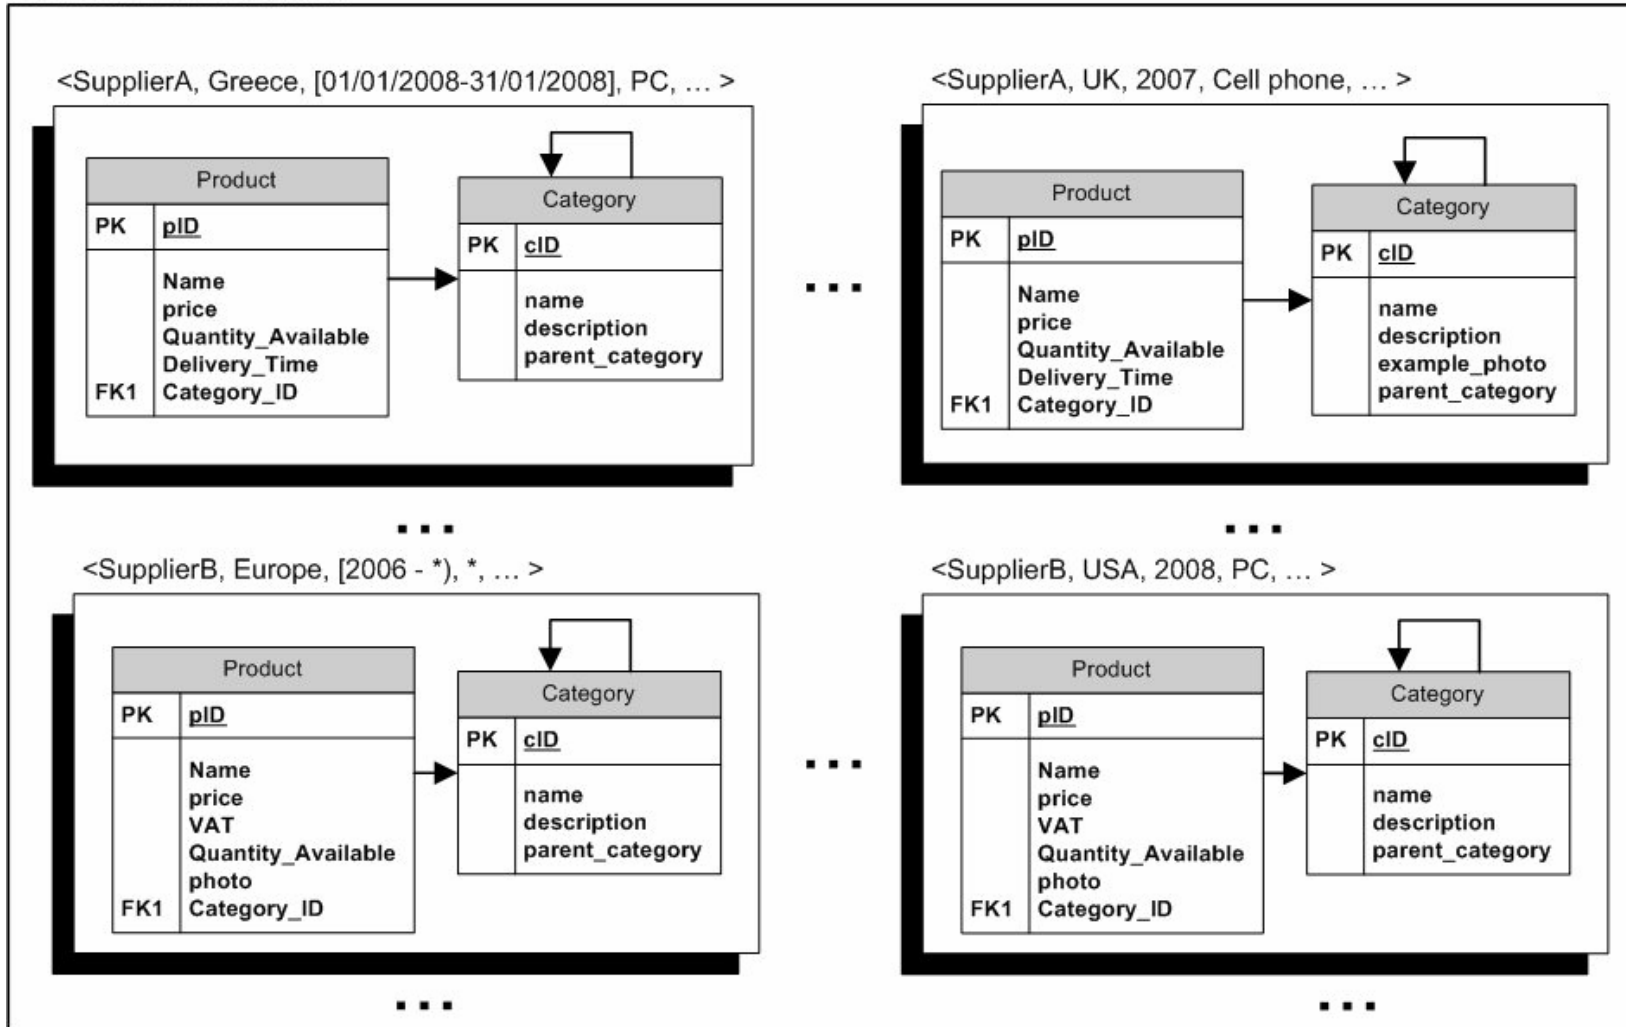 <SupplierA, Greece, [01/01/2008-31/01/2008], PC, ... >
Product
PK pID
Name
price
Quantity_Available
Delivery_Time
FK1 Category_ID
Category
PK cID
name
description
parent_category
...
<SupplierA, UK, 2007, Cell phone, ... >
Product
PK pID
Name
price
Quantity_Available
Delivery_Time
FK1 Category_ID
Category
PK cID
name
description
example_photo
parent_category
...
...
<SupplierB, Europe, [2006 - *), *, ... >
Product
PK pID
Name
price
VAT
Quantity_Available
photo
FK1 Category_ID
Category
PK cID
name
description
parent_category
...
<SupplierB, USA, 2008, PC, ... >
Product
PK pID
Name
price
VAT
Quantity_Available
photo
FK1 Category_ID
Category
PK cID
name
description
parent_category
...
...